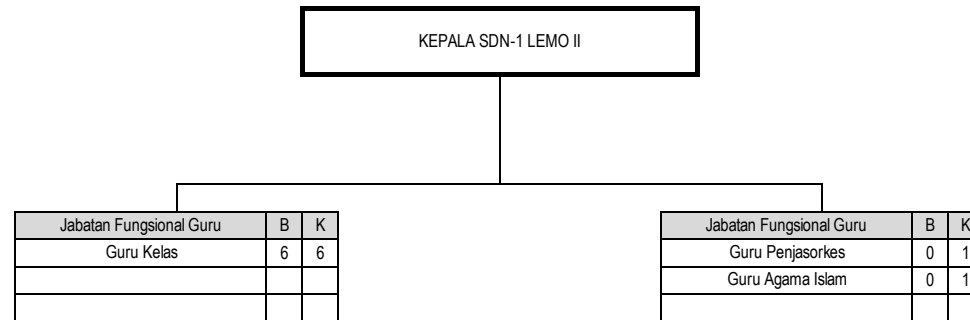 KEPALA SDN-1 LEMO II
Jabatan Fungsional Guru B K
Guru Kelas 6 6
Jabatan Fungsional Guru B K
Guru Penjasorkes 0 1
Guru Agama Islam 0 1